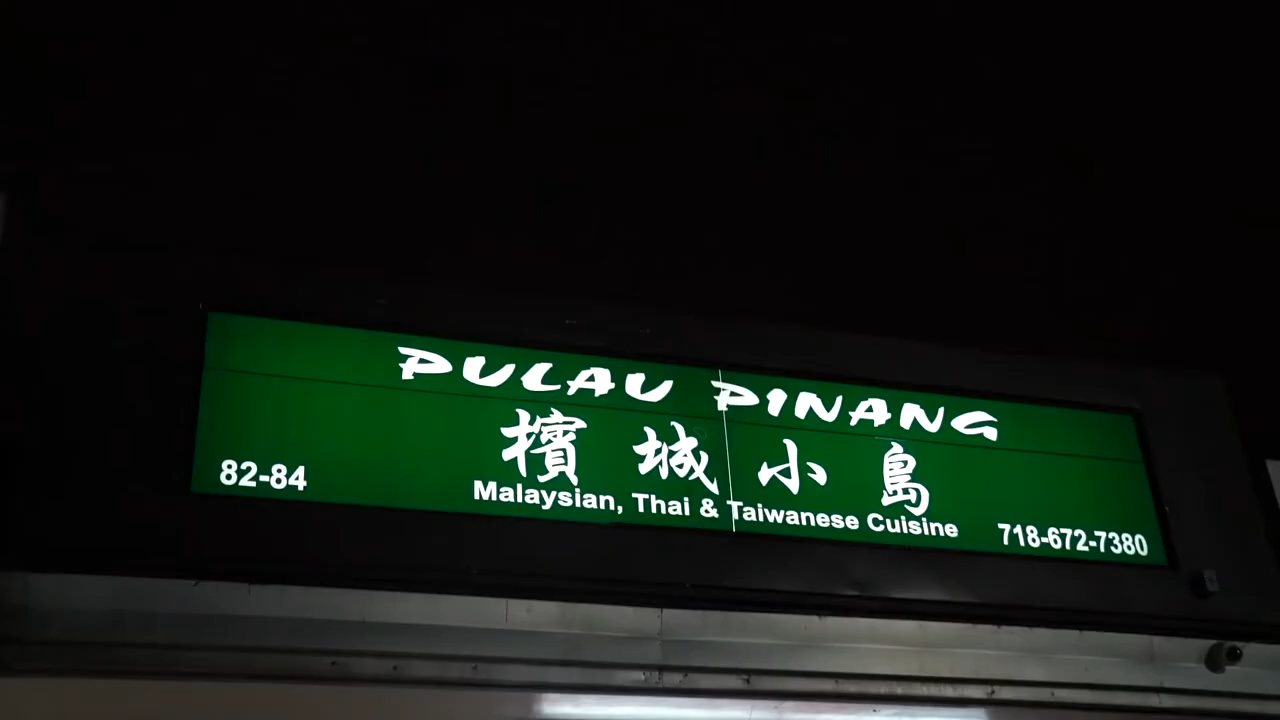 PULAU PINANG
檳城小島
82-84
Malaysian, Thai & Taiwanese Cuisine
718-672-7380